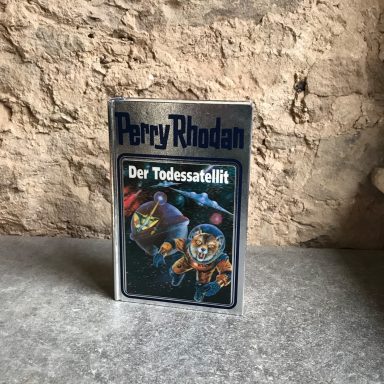 Perry Rhodan
Der Todessatellit